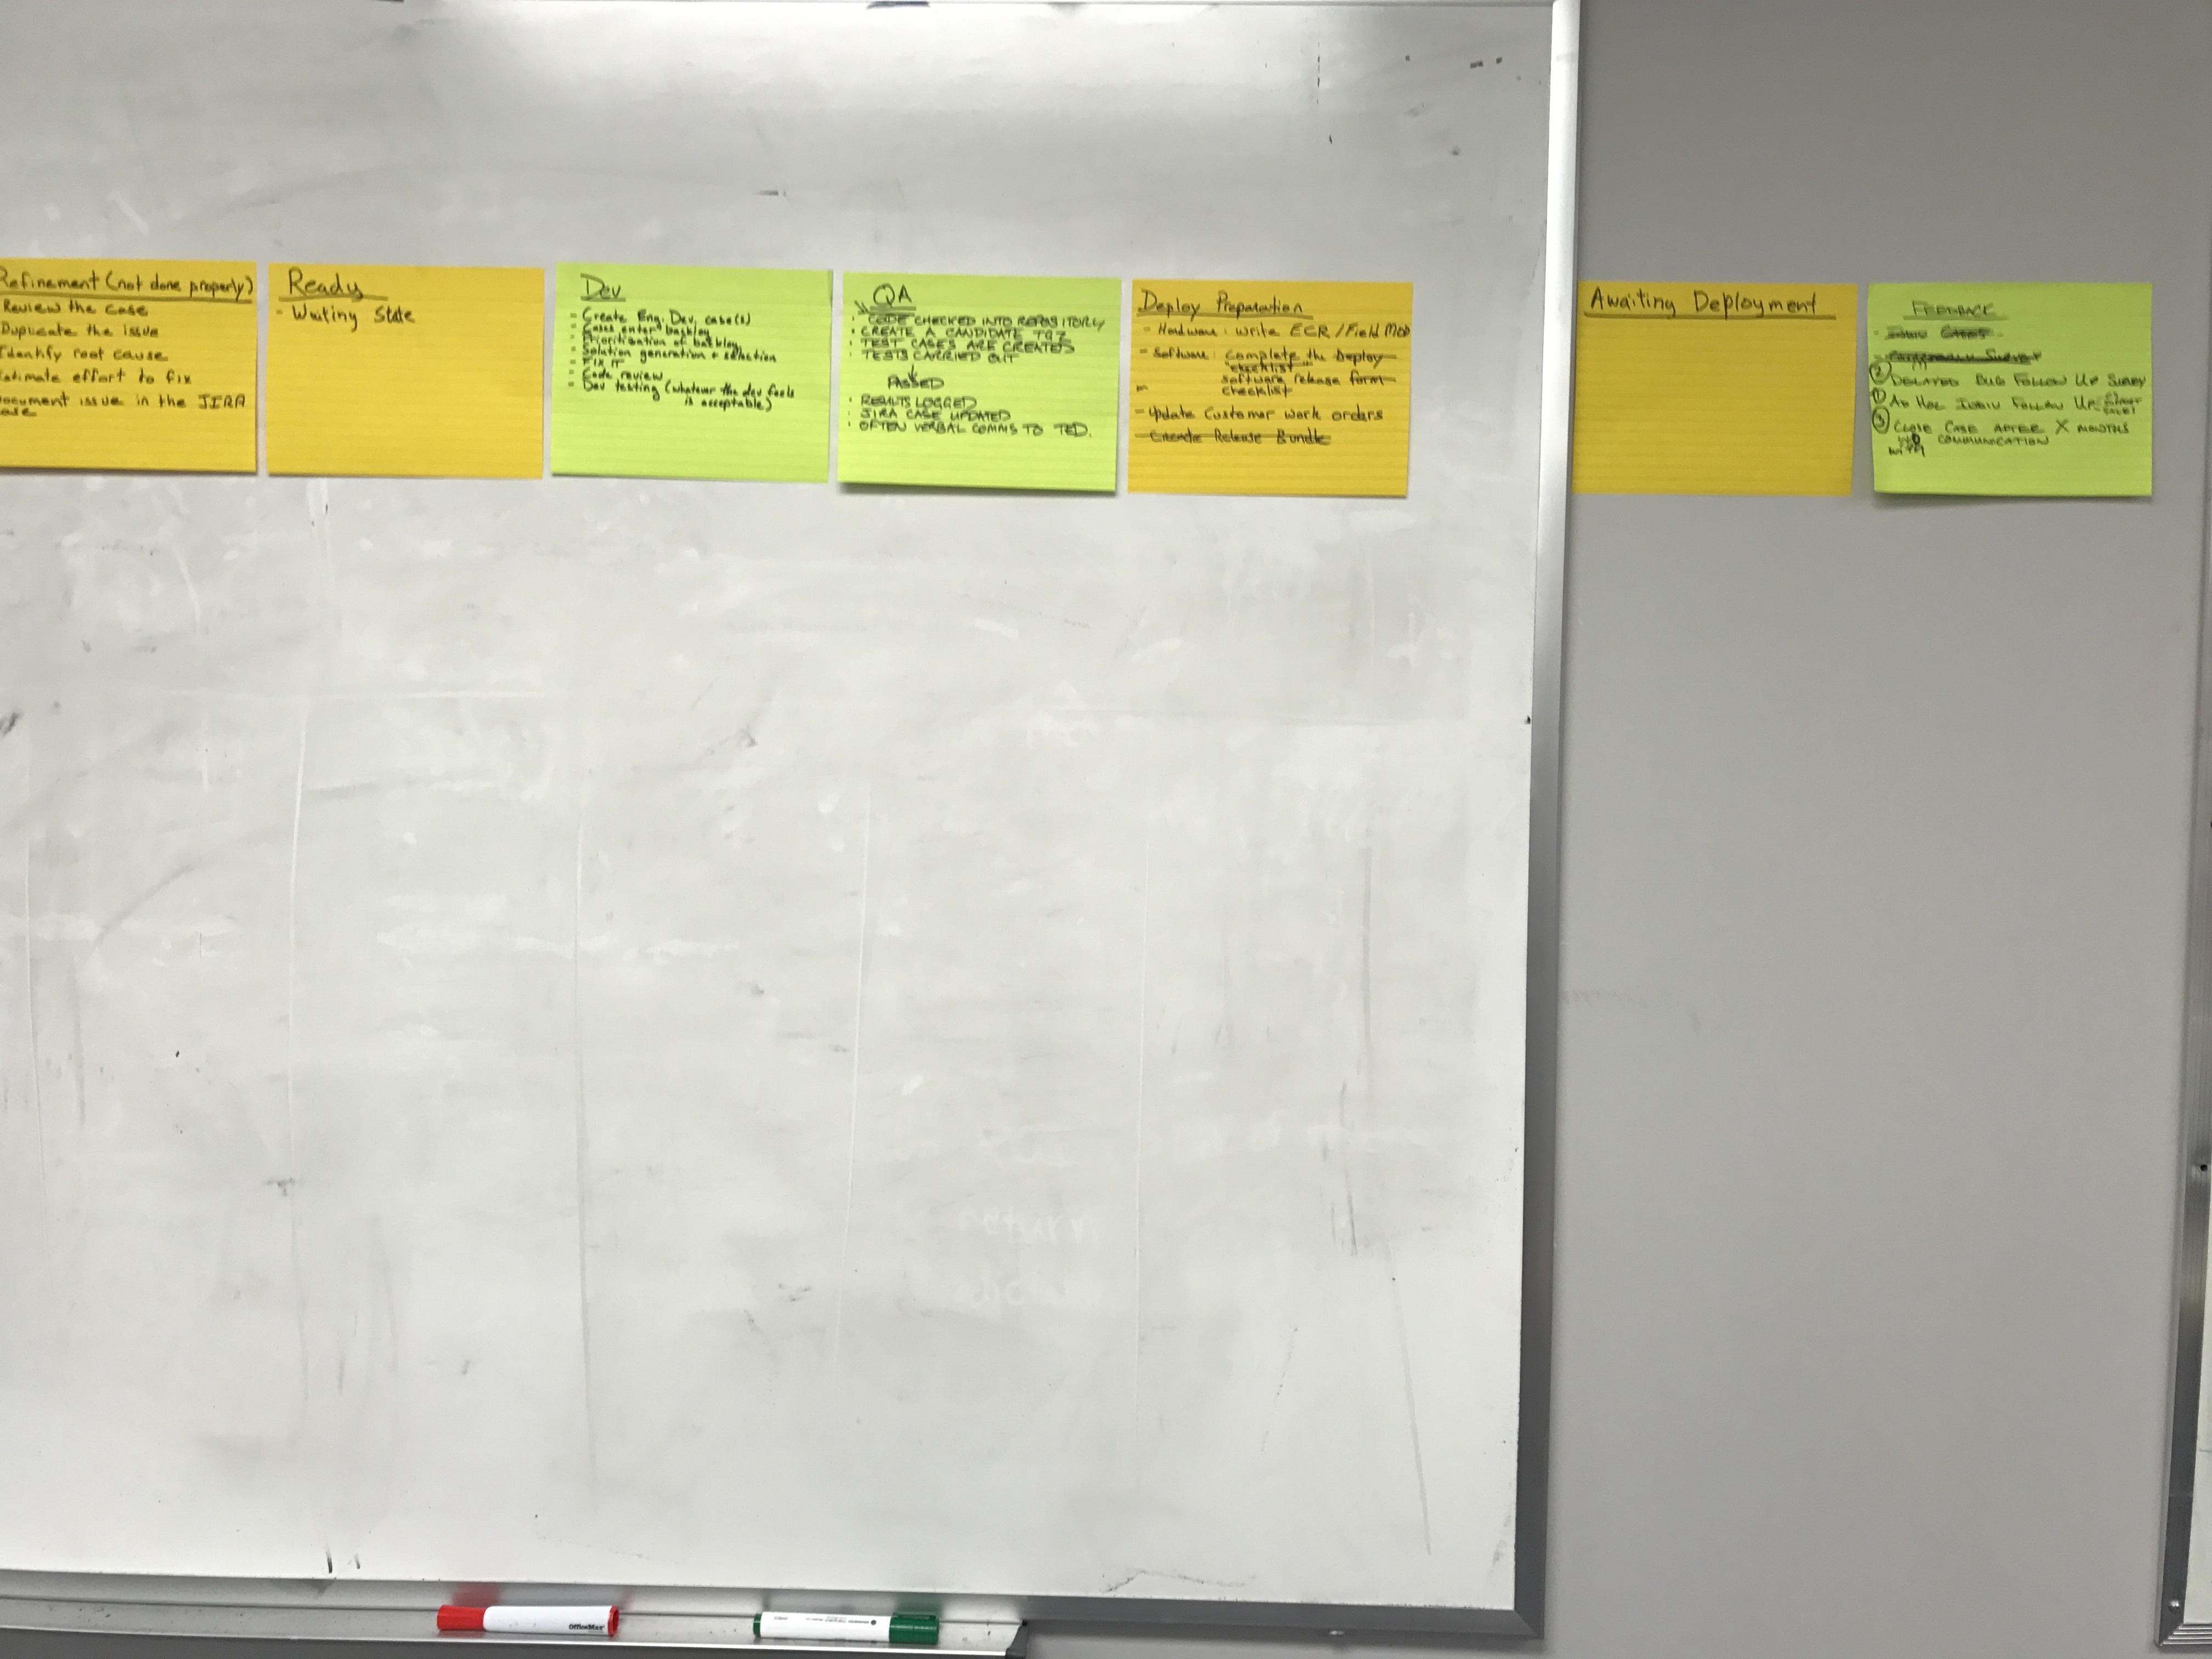 Refinement (not done properly)
Review the case
Duplicate the issue
Identify root cause
Estimate effort to fix
Document issue in the JIRA
case
Ready
- Waiting State
Dev
- Create Eng. Dev. case(s)
- Cases enter backlog
- Prioritisation of backlog
- Solution generation + selection
- Fix IT
- Code review
- Dev testing (whatever the dev feels
is acceptable)
QA
· CODE CHECKED INTO REPOSITORY
· CREATE A CANDIDATE TGZ
· TEST CASES ARE CREATED
· TESTS CARRIED OUT
PASSED
· RESULTS LOGGED
· JIRA CASE UPDATED
· OFTEN VERBAL COMMS TO TED.
Deploy Preparation
- Hardware: Write ECR/Field MOD
- Software: Complete the Deploy
"checklist"
software release form
checklist
-
- Update Customer work orders
- Create Release Bundle
Awaiting Deployment
FEEDBACK
- CASES
- SURVEY
② DELAYED BUG FOLLOW UP SURVEY
① AD HOC INDIV FOLLOW UP
③ CLOSE CASE AFTER X MONTHS
W/O COMMUNICATION
WITH
OfficeMax